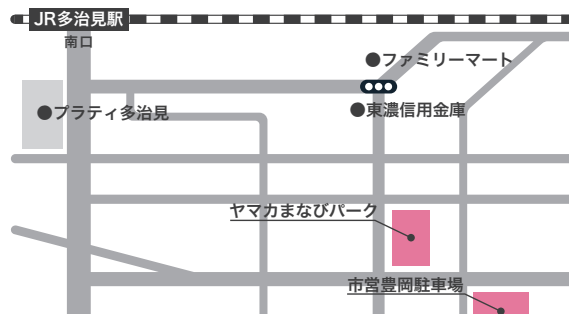 JR多治見駅
南口
●ファミリーマート
●プラティ多治見
●東濃信用金庫
ヤマカまなびパーク
市営豊岡駐車場